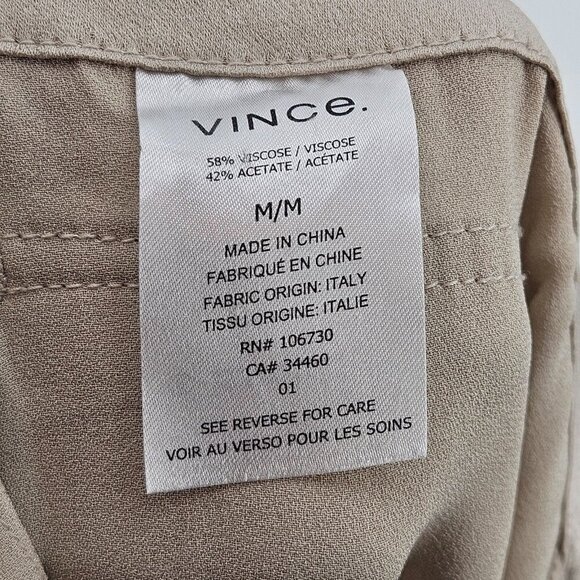 VINCE.
58% VISCOSE / VISCOSE
42% ACETATE / ACÉTATE
M/M
MADE IN CHINA
FABRIQUÉ EN CHINE
FABRIC ORIGIN: ITALY
TISSU ORIGINE: ITALIE
RN# 106730
CA# 34460
01
SEE REVERSE FOR CARE
VOIR AU VERSO POUR LES SOINS